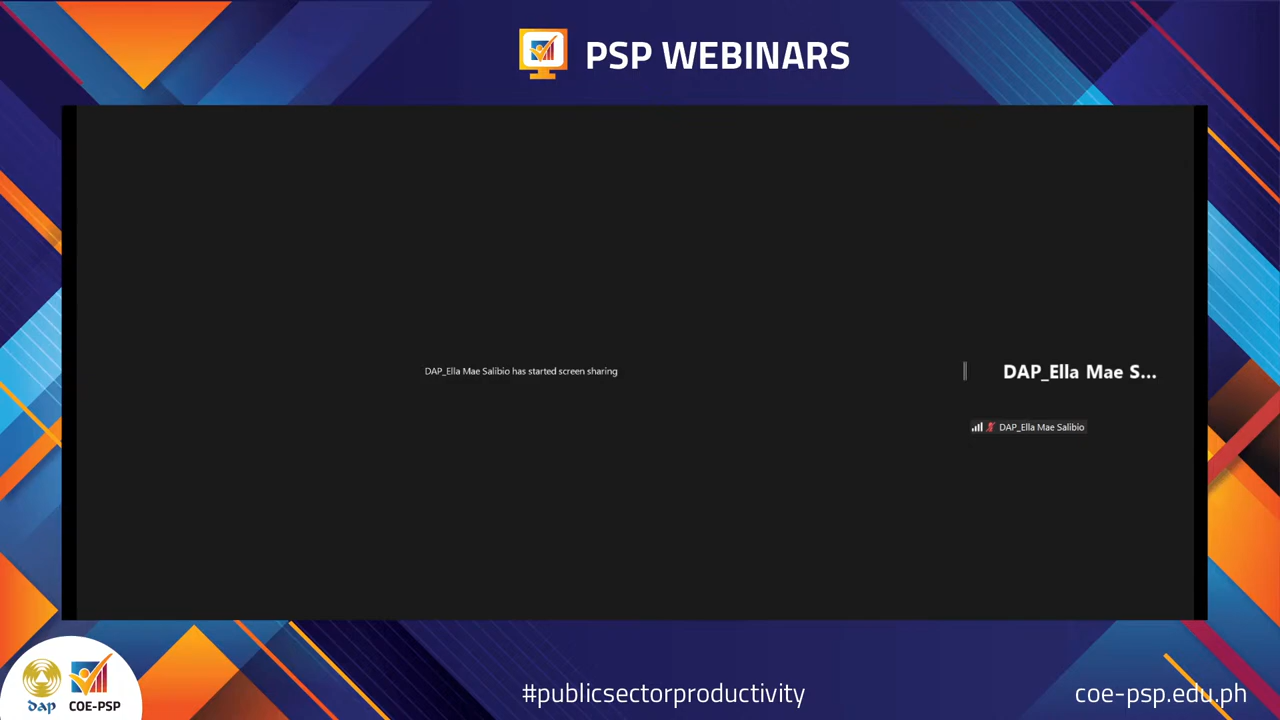 PSP WEBINARS
DAP_Ella Mae Salibio has started screen sharing
DAP_Ella Mae S...
DAP_Ella Mae Salibio
dap
COE-PSP
#publicsectorproductivity
coe-psp.edu.ph